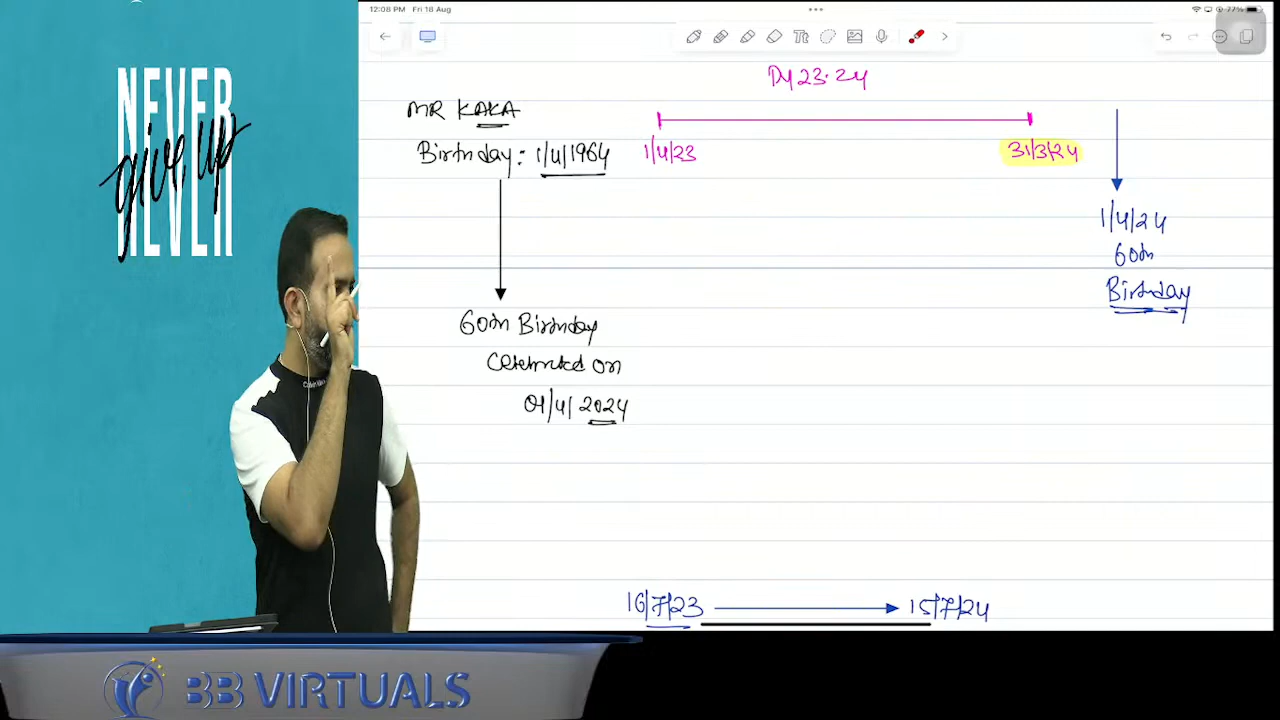 12:08 PM Fri 18 Aug
77%
NEVER
give up
NEVER
PY 23-24
MR KAKA
Birthday: 1/4/1964
1/4/23
31/3/24
1/4/24
60th
Birthday
60th Birthday
Celebrated On
01/4/2024
16/7/23
15/7/24
BB VIRTUALS